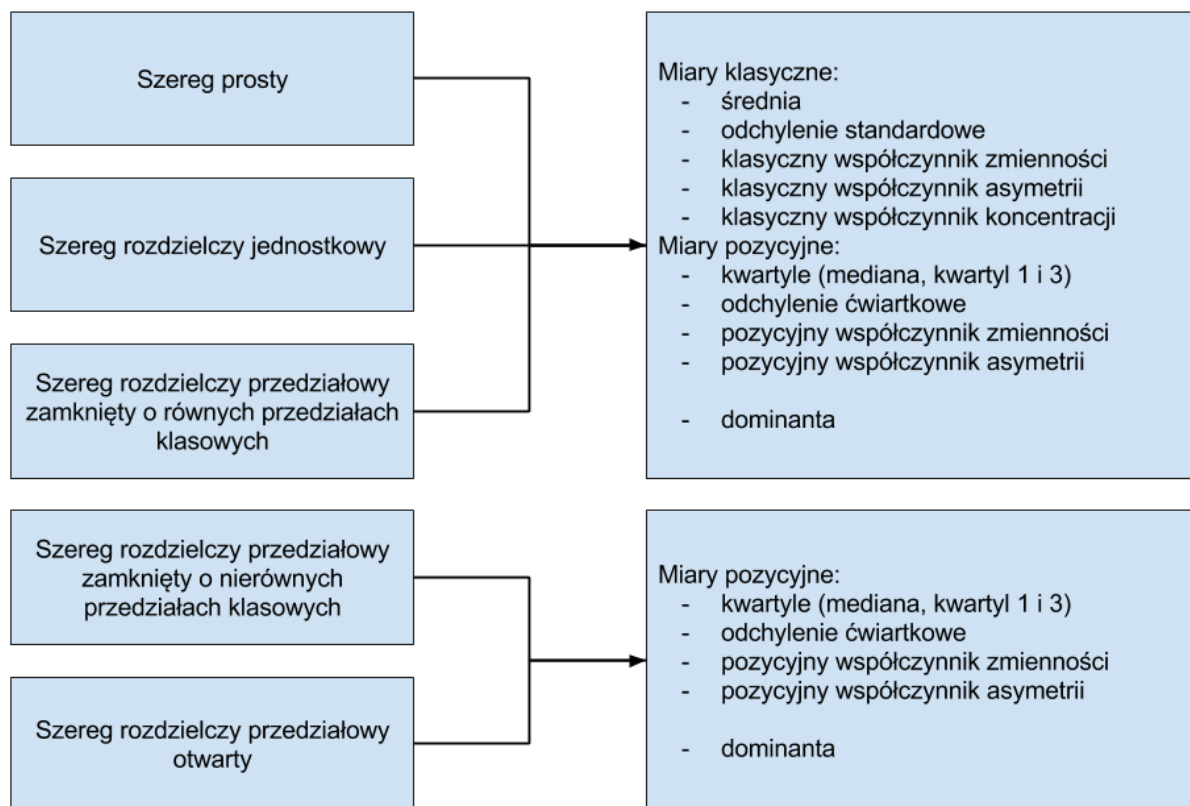 Szereg prosty
Szereg rozdzielczy jednostkowy
Szereg rozdzielczy przedziałowy
zamknięty o równych przedziałach
klasowych
Miary klasyczne:
- średnia
- odchylenie standardowe
- klasyczny współczynnik zmienności
- klasyczny współczynnik asymetrii
- klasyczny współczynnik koncentracji
Miary pozycyjne:
- kwartyle (mediana, kwartyl 1 i 3)
- odchylenie ćwiartkowe
- pozycyjny współczynnik zmienności
- pozycyjny współczynnik asymetrii
- dominanta
Szereg rozdzielczy przedziałowy
zamknięty o nierównych
przedziałach klasowych
Szereg rozdzielczy przedziałowy
otwarty
Miary pozycyjne:
- kwartyle (mediana, kwartyl 1 i 3)
- odchylenie ćwiartkowe
- pozycyjny współczynnik zmienności
- pozycyjny współczynnik asymetrii
- dominanta